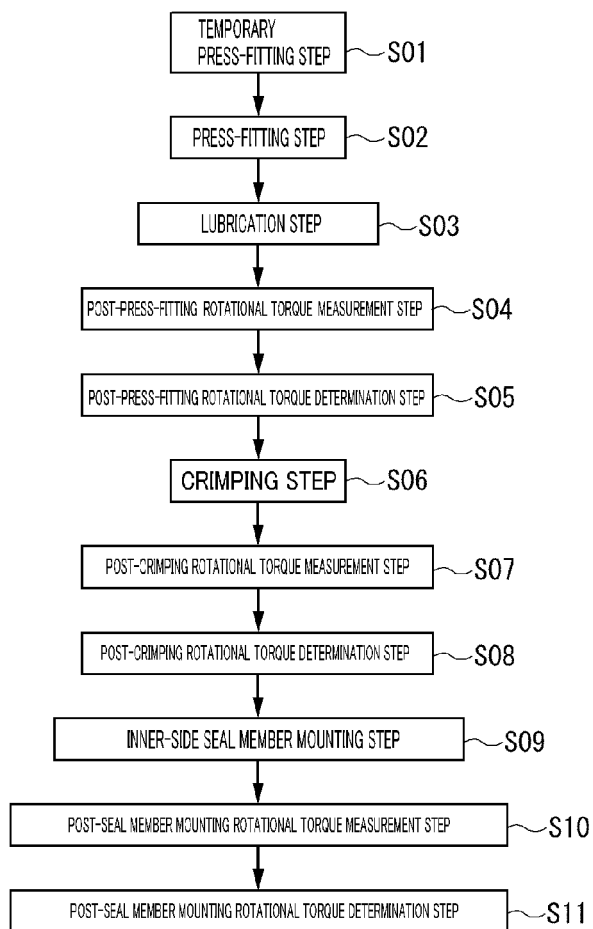 TEMPORARY
PRESS-FITTING STEP
S01
PRESS-FITTING STEP
S02
LUBRICATION STEP
S03
POST-PRESS-FITTING ROTATIONAL TORQUE MEASUREMENT STEP
S04
POST-PRESS-FITTING ROTATIONAL TORQUE DETERMINATION STEP
S05
CRIMPING STEP
S06
POST-CRIMPING ROTATIONAL TORQUE MEASUREMENT STEP
S07
POST-CRIMPING ROTATIONAL TORQUE DETERMINATION STEP
S08
INNER-SIDE SEAL MEMBER MOUNTING STEP
S09
POST-SEAL MEMBER MOUNTING ROTATIONAL TORQUE MEASUREMENT STEP
S10
POST-SEAL MEMBER MOUNTING ROTATIONAL TORQUE DETERMINATION STEP
S11